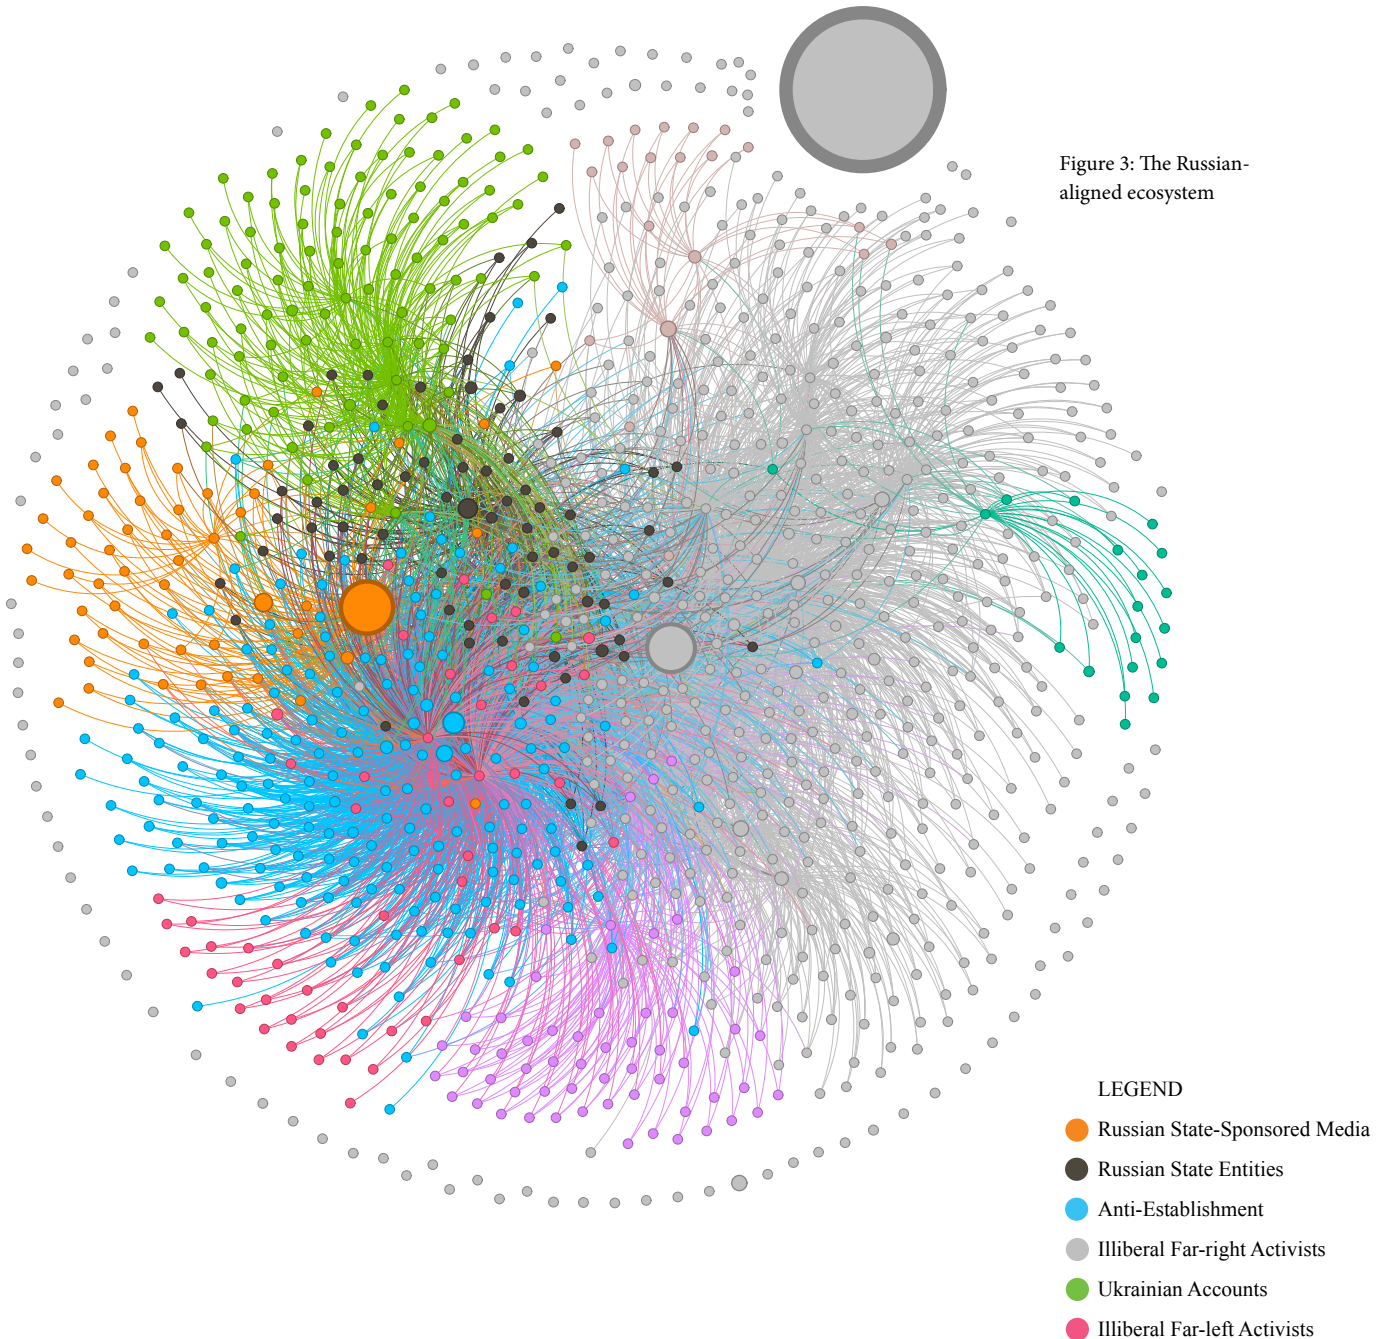 Figure 3: The Russian-
aligned ecosystem
LEGEND
Russian State-Sponsored Media
Russian State Entities
Anti-Establishment
Illiberal Far-right Activists
Ukrainian Accounts
Illiberal Far-left Activists